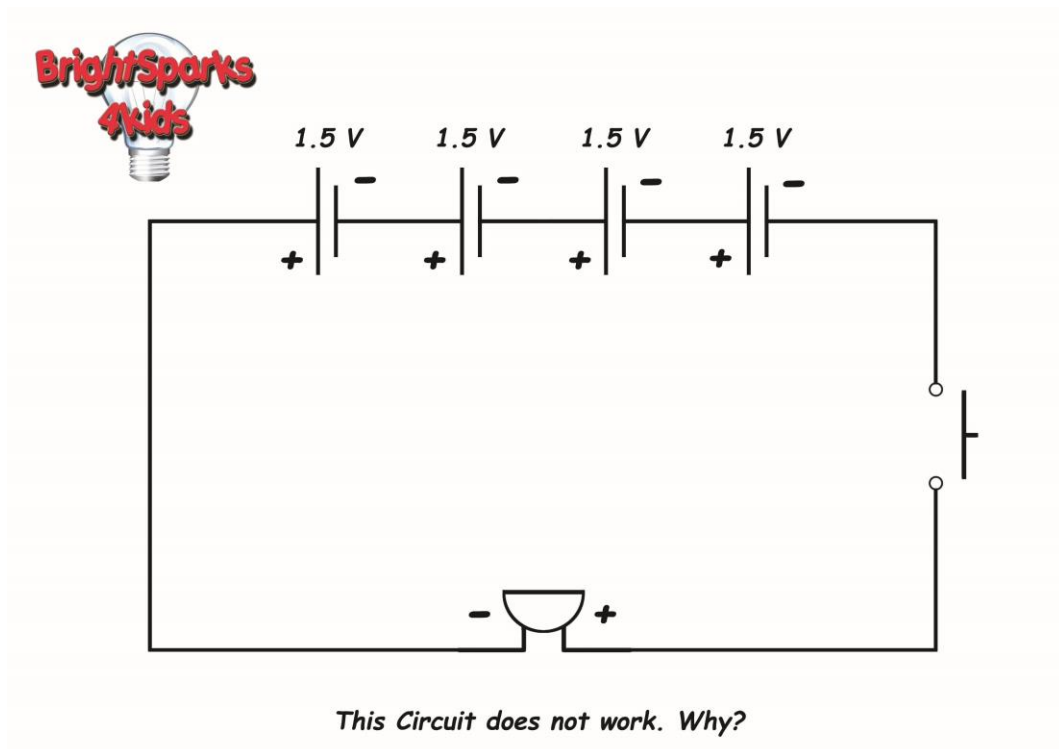 BrightSparks
4kids
1.5 V 1.5 V 1.5 V 1.5 V
- - - -
+ + + +
- +
This Circuit does not work. Why?